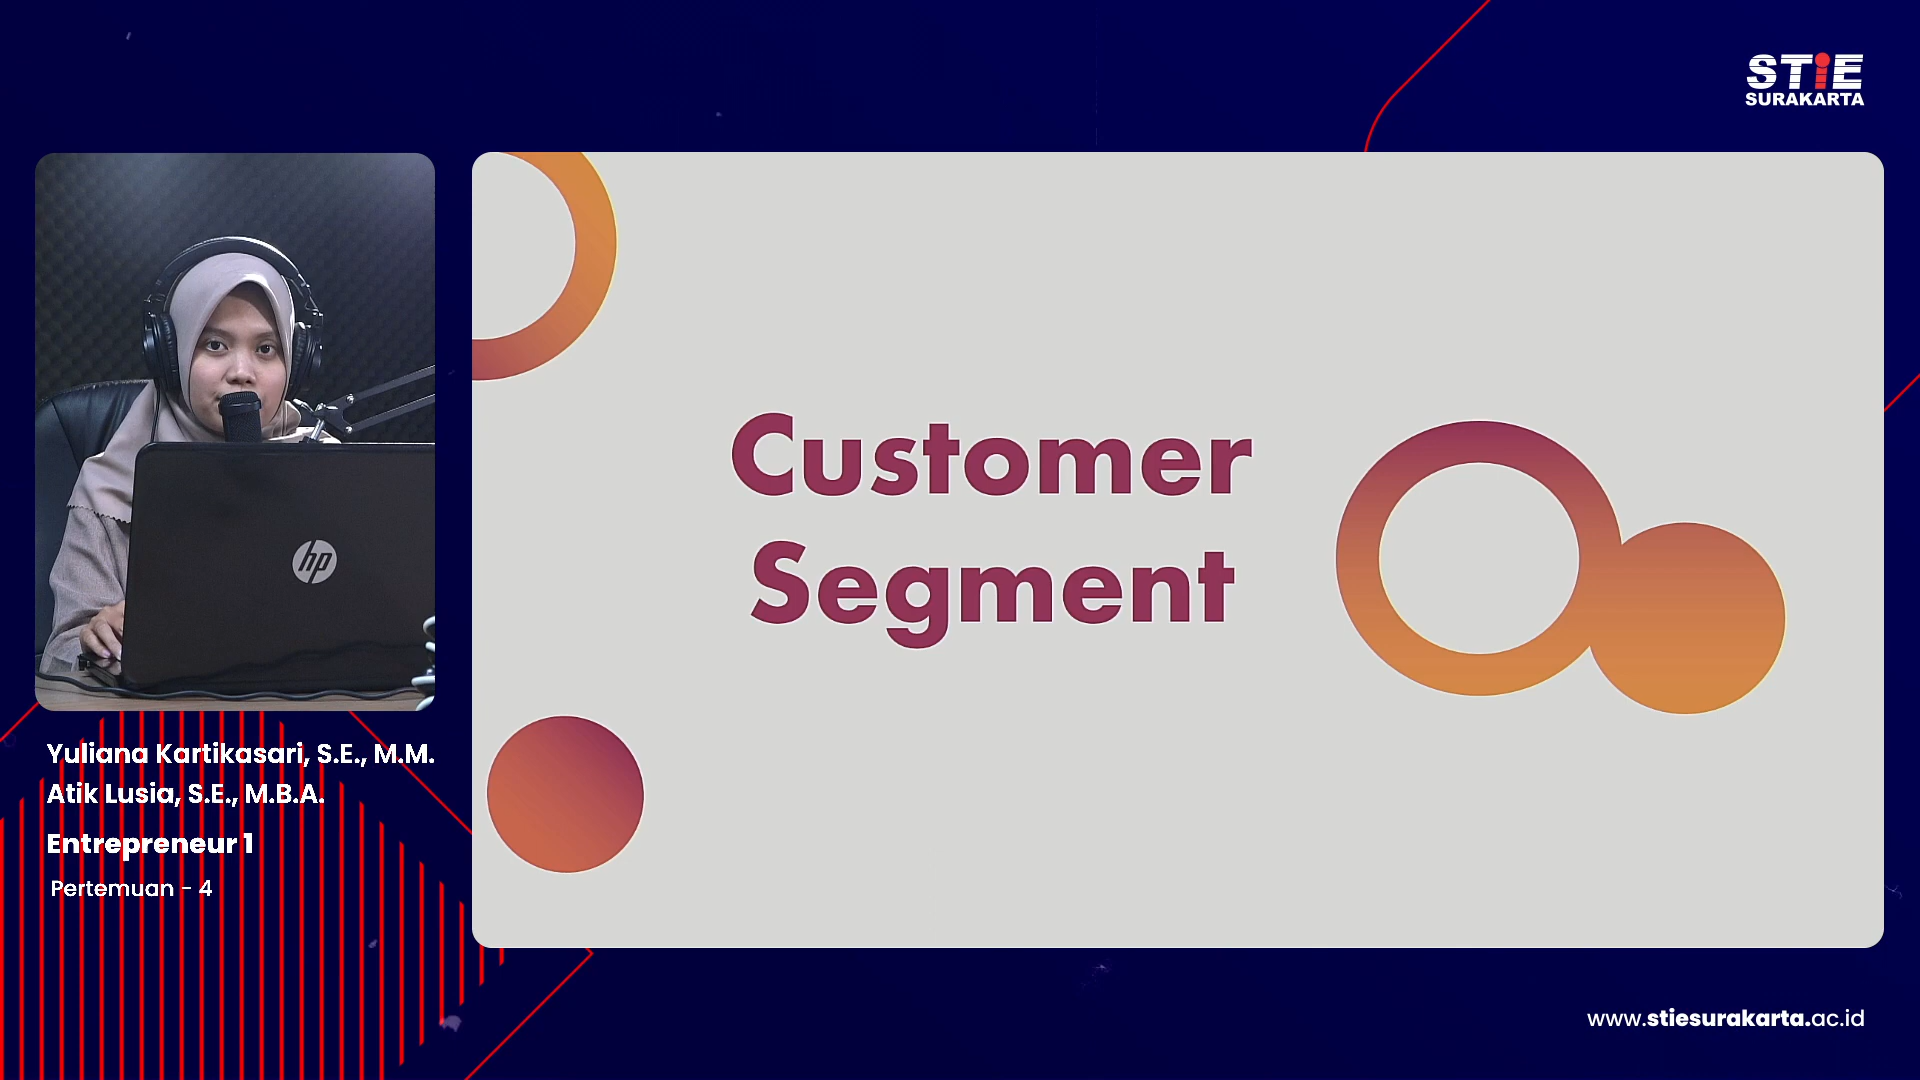 STiE
SURAKARTA
Customer
Segment
hp
Yuliana Kartikasari, S.E., M.M.
Atik Lusia, S.E., M.B.A.
Entrepreneur 1
Pertemuan - 4
www.stiesurakarta.ac.id